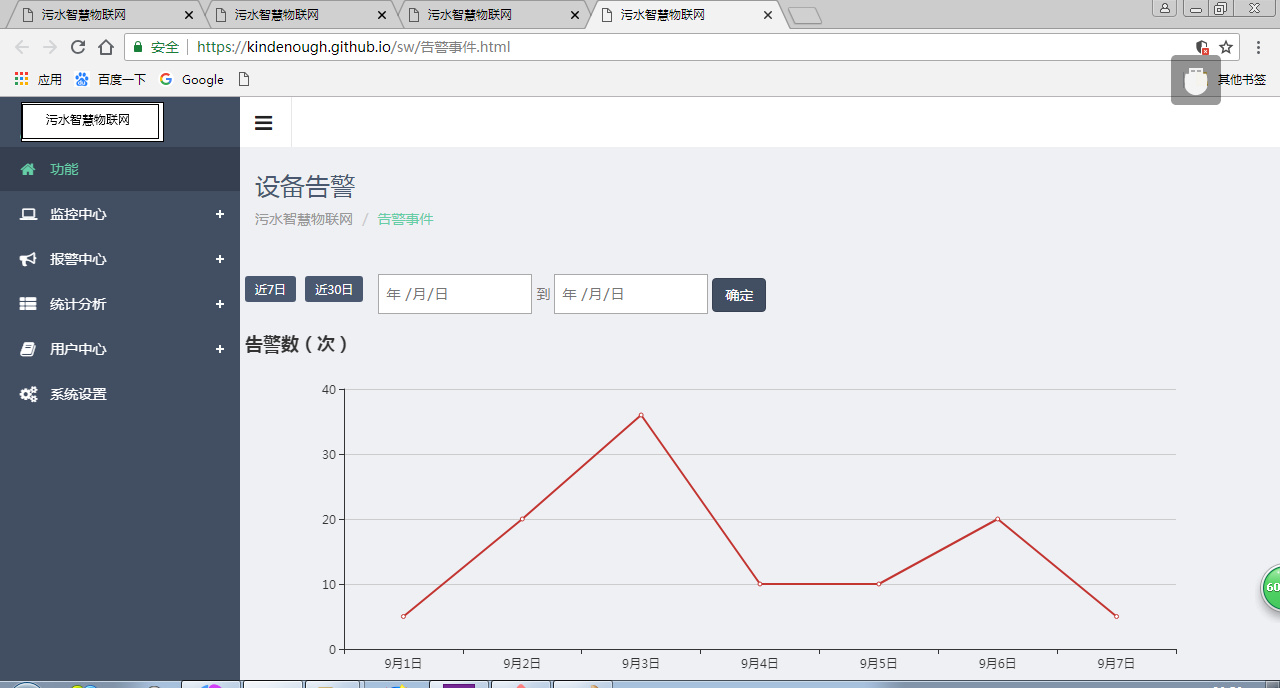 污水智慧物联网 污水智慧物联网 污水智慧物联网 污水智慧物联网
安全 https://kindenough.github.io/sw/告警事件.html
应用 百度一下 Google 其他书签
污水智慧物联网
功能
监控中心 +
报警中心 +
统计分析 +
用户中心 +
系统设置
设备告警
污水智慧物联网 / 告警事件
近7日 近30日 年 /月/日 到 年 /月/日 确定
告警数（次）
40
30
20
10
0
9月1日 9月2日 9月3日 9月4日 9月5日 9月6日 9月7日
60